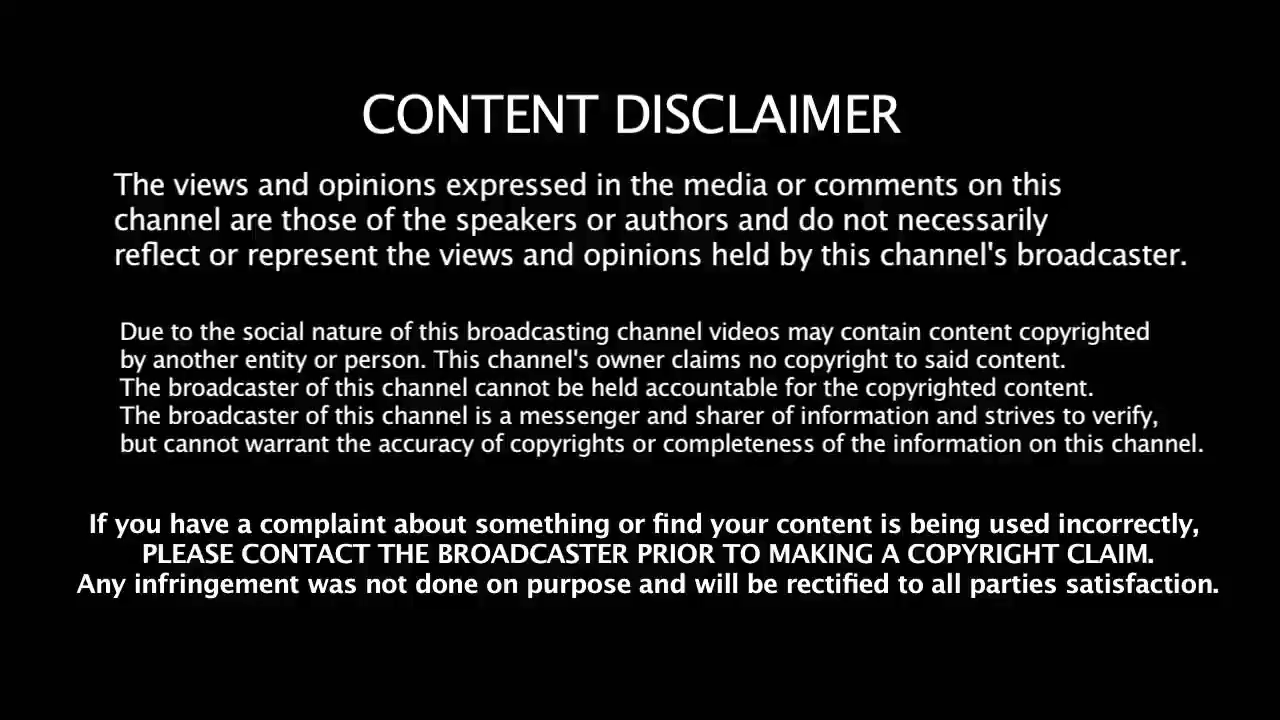 CONTENT DISCLAIMER
The views and opinions expressed in the media or comments on this
channel are those of the speakers or authors and do not necessarily
reflect or represent the views and opinions held by this channel's broadcaster.
Due to the social nature of this broadcasting channel videos may contain content copyrighted
by another entity or person. This channel's owner claims no copyright to said content.
The broadcaster of this channel cannot be held accountable for the copyrighted content.
The broadcaster of this channel is a messenger and sharer of information and strives to verify,
but cannot warrant the accuracy of copyrights or completeness of the information on this channel.
If you have a complaint about something or find your content is being used incorrectly,
PLEASE CONTACT THE BROADCASTER PRIOR TO MAKING A COPYRIGHT CLAIM.
Any infringement was not done on purpose and will be rectified to all parties satisfaction.